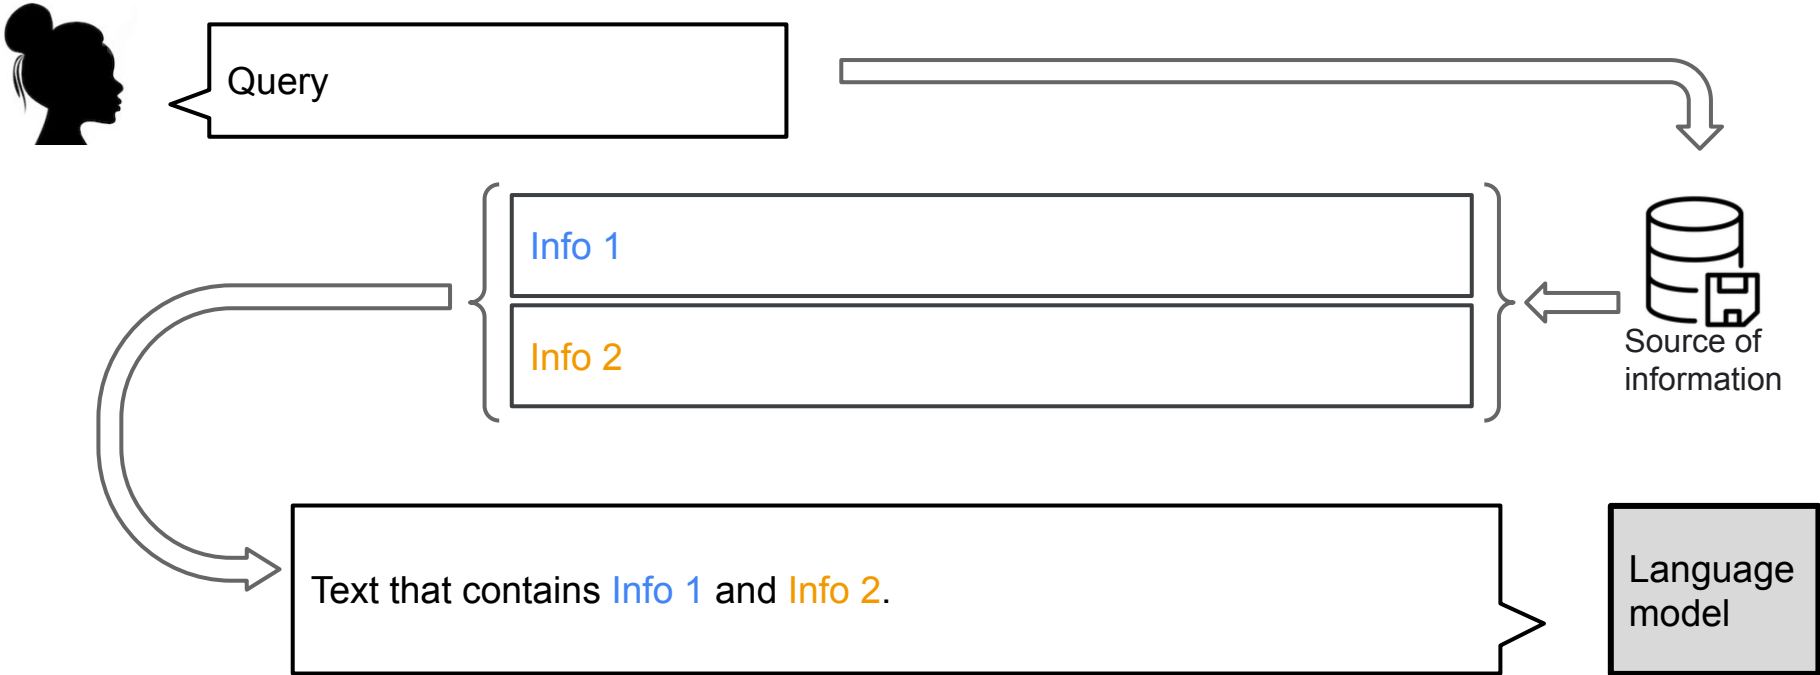 Query
Info 1
Info 2
Source of
information
Text that contains Info 1 and Info 2.
Language
model